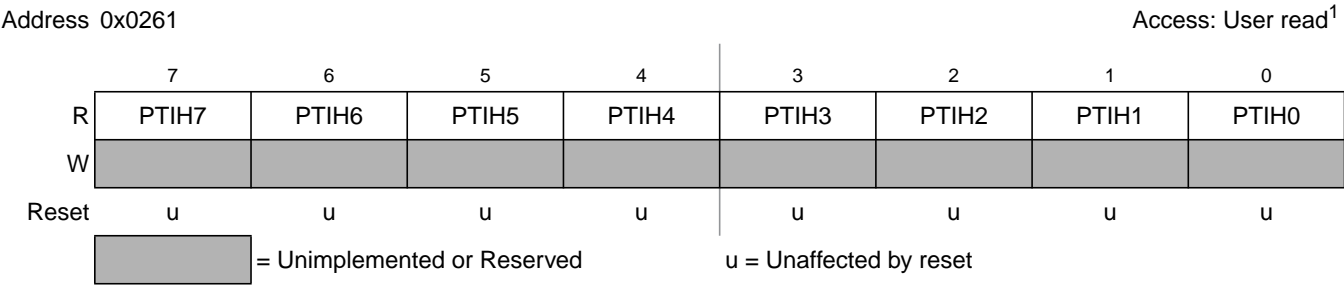 Address 0x0261 Access: User read1
7 6 5 4 3 2 1 0
R PTIH7 PTIH6 PTIH5 PTIH4 PTIH3 PTIH2 PTIH1 PTIH0
W
Reset u u u u u u u u
= Unimplemented or Reserved u = Unaffected by reset